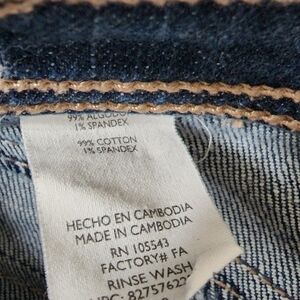 99% ALGODO
1% SPANDEX
99% COTTON
1% SPANDEX
HECHO EN CAMBODIA
MADE IN CAMBODIA
RN 105543
FACTORY# FA
RINSE WASH